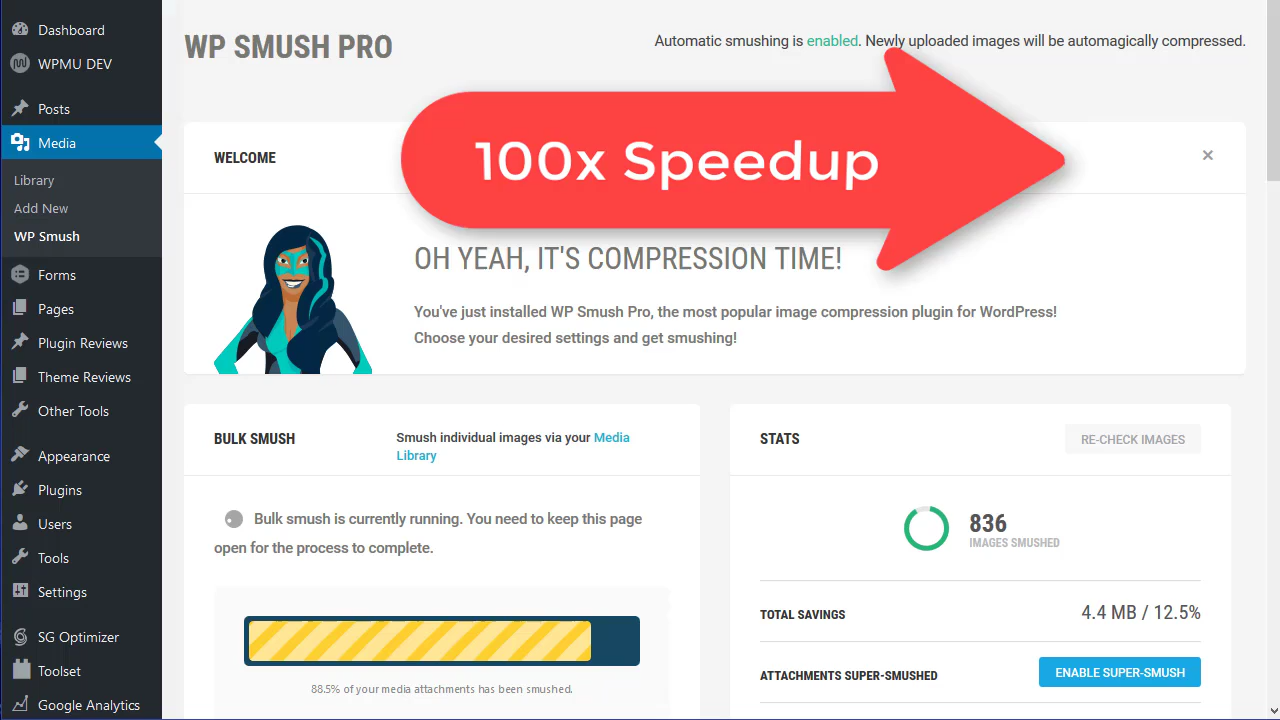 Dashboard
WPMU DEV
Posts
Media
Library
Add New
WP Smush
Forms
Pages
Plugin Reviews
Theme Reviews
Other Tools
Appearance
Plugins
Users
Tools
Settings
SG Optimizer
Toolset
Google Analytics
WP SMUSH PRO
Automatic smushing is enabled. Newly uploaded images will be automagically compressed.
100x Speedup
WELCOME
OH YEAH, IT'S COMPRESSION TIME!
You've just installed WP Smush Pro, the most popular image compression plugin for WordPress!
Choose your desired settings and get smushing!
BULK SMUSH
Smush individual images via your Media
Library
Bulk smush is currently running. You need to keep this page
open for the process to complete.
88.5% of your media attachments has been smushed.
STATS
RE-CHECK IMAGES
836
IMAGES SMUSHED
TOTAL SAVINGS
4.4 MB / 12.5%
ATTACHMENTS SUPER-SMUSHED
ENABLE SUPER-SMUSH